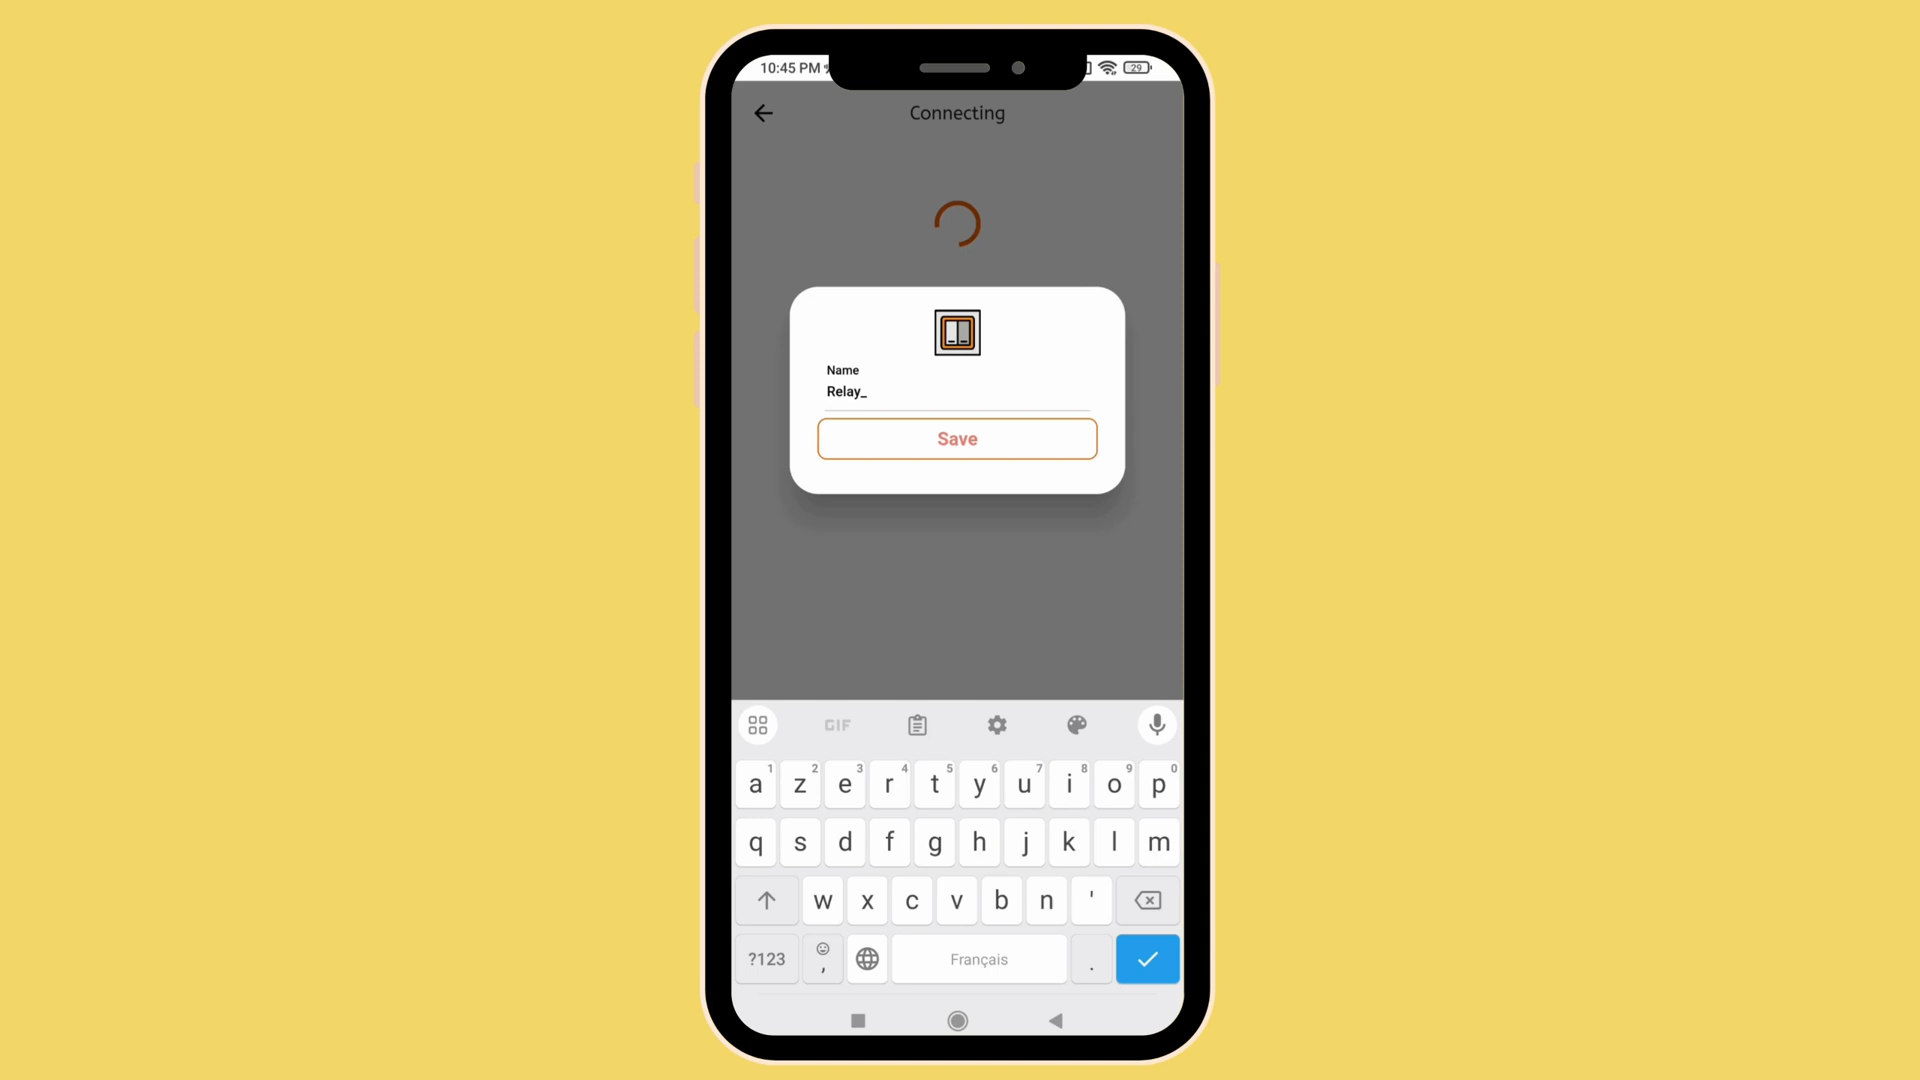 10:45 PM
29
Connecting
Name
Relay_
Save
GIF
a 1 z 2 e 3 r 4 t 5 y 6 u 7 i 8 o 9 p 0
q s d f g h j k l m
w x c v b n '
?123 , Français .